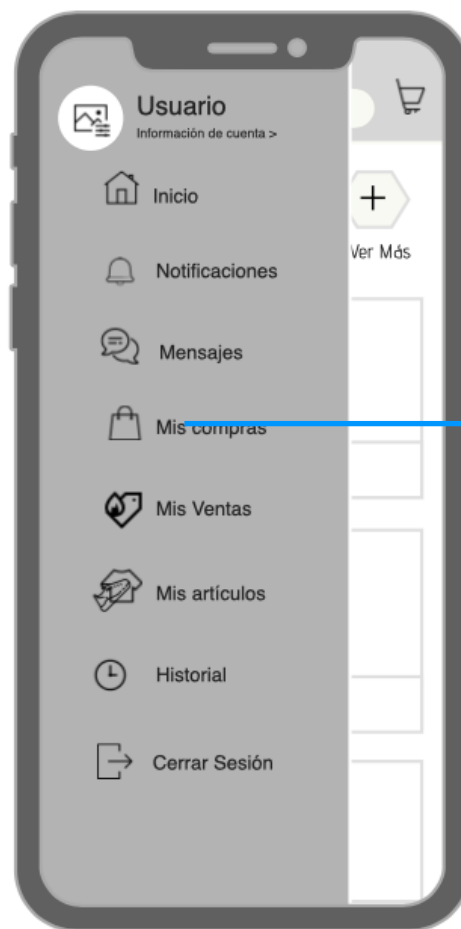 Usuario
Información de cuenta >
Inicio
Ver Más
Notificaciones
Mensajes
Mis compras
Mis Ventas
Mis artículos
Historial
Cerrar Sesión